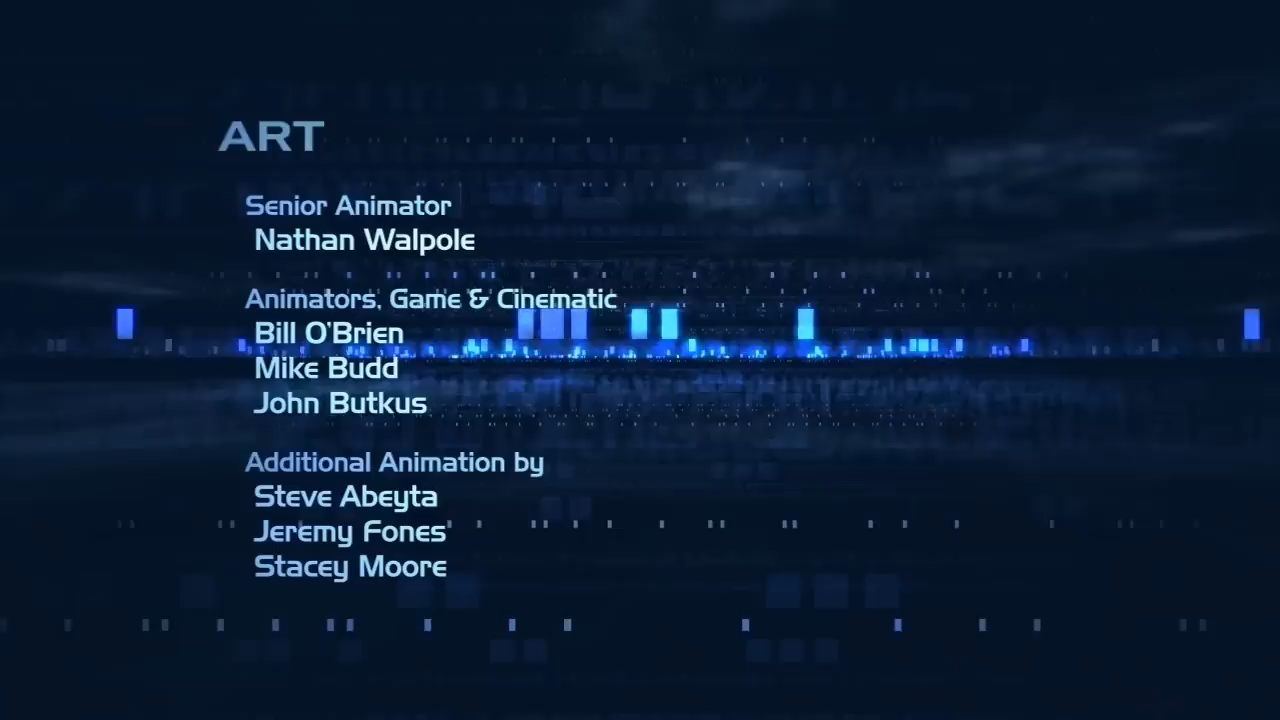 ART
Senior Animator
Nathan Walpole
Animators, Game & Cinematic
Bill O'Brien
Mike Budd
John Butkus
Additional Animation by
Steve Abeyta
Jeremy Fones
Stacey Moore